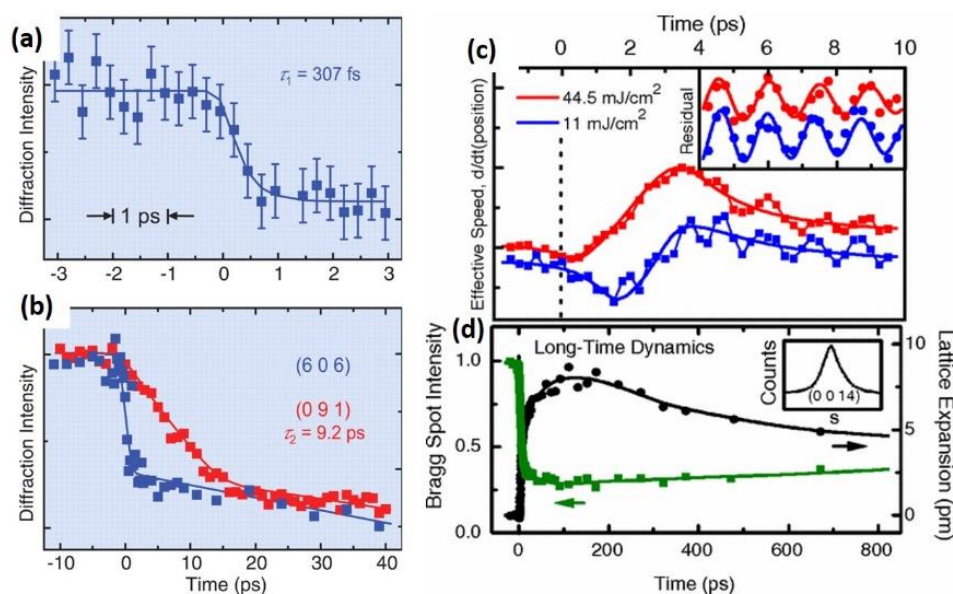 (a)
Diffraction Intensity
τ₁ = 307 fs
1 ps
-3 -2 -1 0 1 2 3
(b)
Diffraction Intensity
(6 0 6)
(0 9 1)
τ₂ = 9.2 ps
-10 0 10 20 30 40
Time (ps)
Time (ps)
0 2 4 6 8 10
(c)
44.5 mJ/cm²
11 mJ/cm²
Residual
Effective Speed, d/dt(position)
(d)
Long-Time Dynamics
Bragg Spot Intensity
1.0
0.5
0.0
Counts
(0 0 14)
s
10
5
0
Lattice Expansion (pm)
0 200 400 600 800
Time (ps)